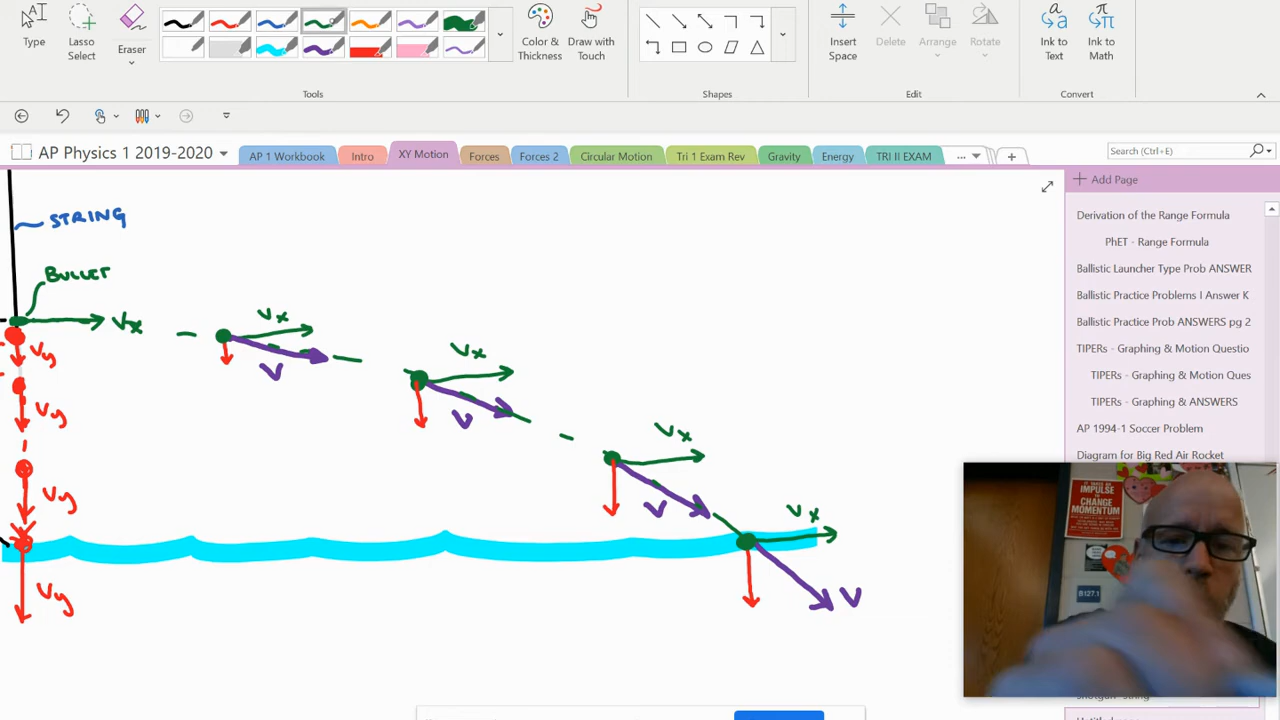 Type
Lasso
Select
Eraser
Color &
Thickness
Draw with
Touch
Insert
Space
Delete
Arrange
Rotate
Ink to
Text
Ink to
Math
Tools
Shapes
Edit
Convert
AP Physics 1 2019-2020
AP 1 Workbook
Intro
XY Motion
Forces
Forces 2
Circular Motion
Tri 1 Exam Rev
Gravity
Energy
TRI II EXAM
...
Search (Ctrl+E)
Add Page
Derivation of the Range Formula
PhET - Range Formula
Ballistic Launcher Type Prob ANSWER
Ballistic Practice Problems I Answer K
Ballistic Practice Prob ANSWERS pg 2
TIPERs - Graphing & Motion Questio
TIPERs - Graphing & Motion Ques
TIPERs - Graphing & ANSWERS
AP 1994-1 Soccer Problem
Diagram for Big Red Air Rocket
STRING
BULLET
Vx
Vx
Vx
Vx
Vx
V
V
V
V
Vy
Vy
Vy
Vy
IMPULSE
to
CHANGE
MOMENTUM
B127.1